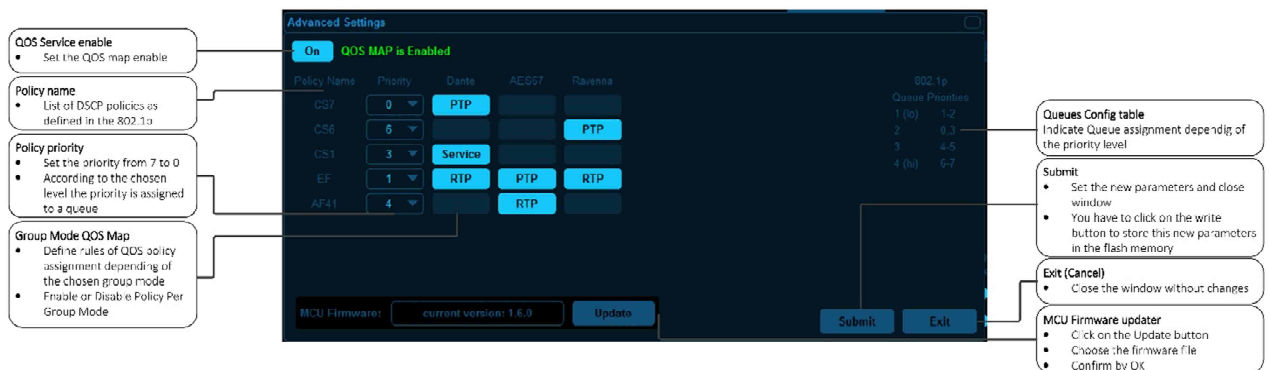 QOS Service enable
• Set the QOS map enable
Policy name
• List of DSCP policies as
defined in the 802.1p
Policy priority
• Set the priority from 7 to 0
• According to the chosen
level the priority is assigned
to a queue
Group Mode QOS Map
• Define rules of QOS policy
assignment depending of
the chosen group mode
• Enable or Disable Policy Per
Group Mode
Advanced Settings
On QOS MAP is Enabled
Policy Name Priority Dante AES67 Ravenna
CS7 0 PTP
CS6 6 PTP
CS1 3 Service
EF 1 RTP PTP RTP
AF41 4 RTP
802.1p
Queue Priorities
1 (lo) 1-2
2 0,3
3 4-5
4 (hi) 6-7
MCU Firmware: current version: 1.6.0 Update
Submit Exit
Queues Config table
Indicate Queue assignment dependig of
the priority level
Submit
• Set the new parameters and close
window
• You have to click on the write
button to store this new parameters
in the flash memory
Exit (Cancel)
• Close the window without changes
MCU Firmware updater
• Click on the Update button
• Choose the firmware file
• Confirm by OK